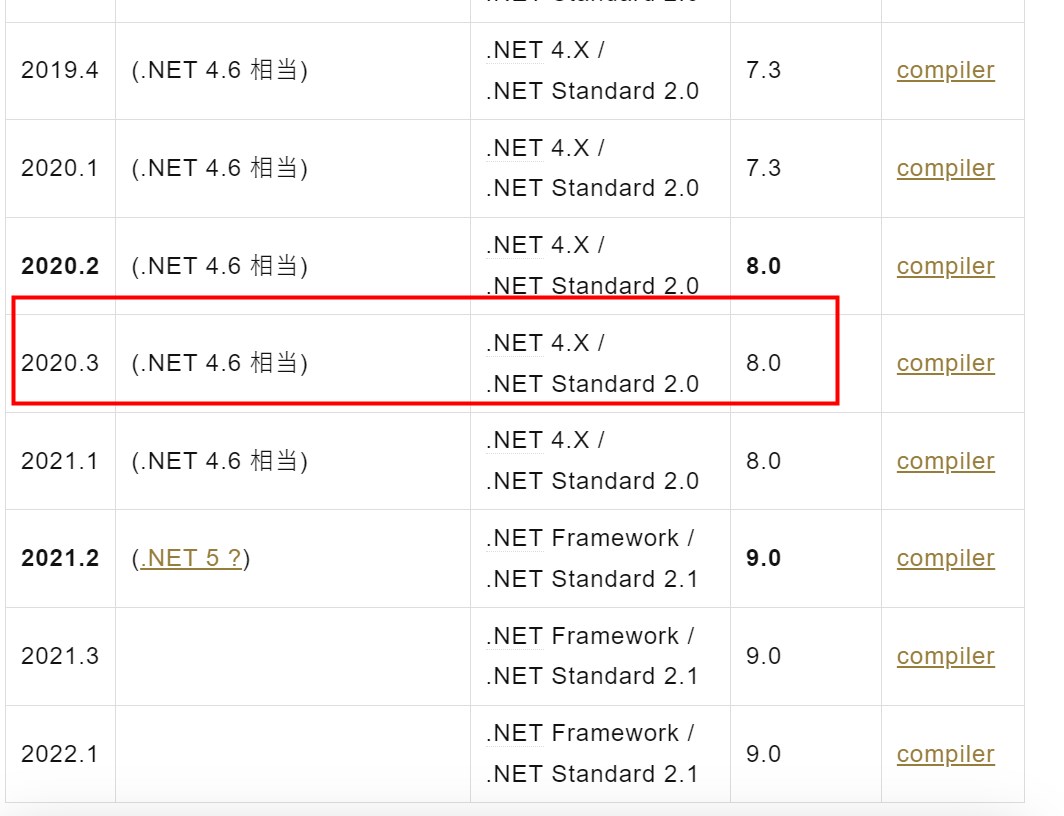 .NET Standard 2.0
2019.4 (.NET 4.6 相当) .NET 4.X / 7.3 compiler
.NET Standard 2.0
2020.1 (.NET 4.6 相当) .NET 4.X / 7.3 compiler
.NET Standard 2.0
2020.2 (.NET 4.6 相当) .NET 4.X / 8.0 compiler
.NET Standard 2.0
2020.3 (.NET 4.6 相当) .NET 4.X / 8.0 compiler
.NET Standard 2.0
2021.1 (.NET 4.6 相当) .NET 4.X / 8.0 compiler
.NET Standard 2.0
2021.2 (.NET 5 ?) .NET Framework / 9.0 compiler
.NET Standard 2.1
2021.3 .NET Framework / 9.0 compiler
.NET Standard 2.1
2022.1 .NET Framework / 9.0 compiler
.NET Standard 2.1